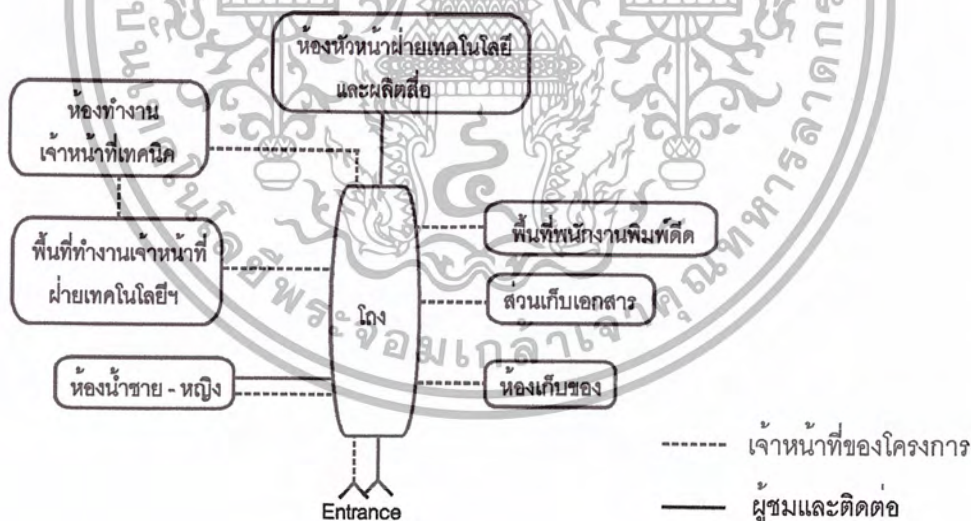 ห้องหัวหน้าฝ่ายเทคโนโลยี
และผลิตสื่อ
ห้องทำงาน
เจ้าหน้าที่เทคนิค
พื้นที่ทำงานเจ้าหน้าที่
ฝ่ายเทคโนโลยีฯ
พื้นที่พนักงานพิมพ์ดีด
ส่วนเก็บเอกสาร
โถง
ห้องน้ำชาย - หญิง
ห้องเก็บของ
Entrance
เจ้าหน้าที่ของโครงการ
ผู้ชมและติดต่อ